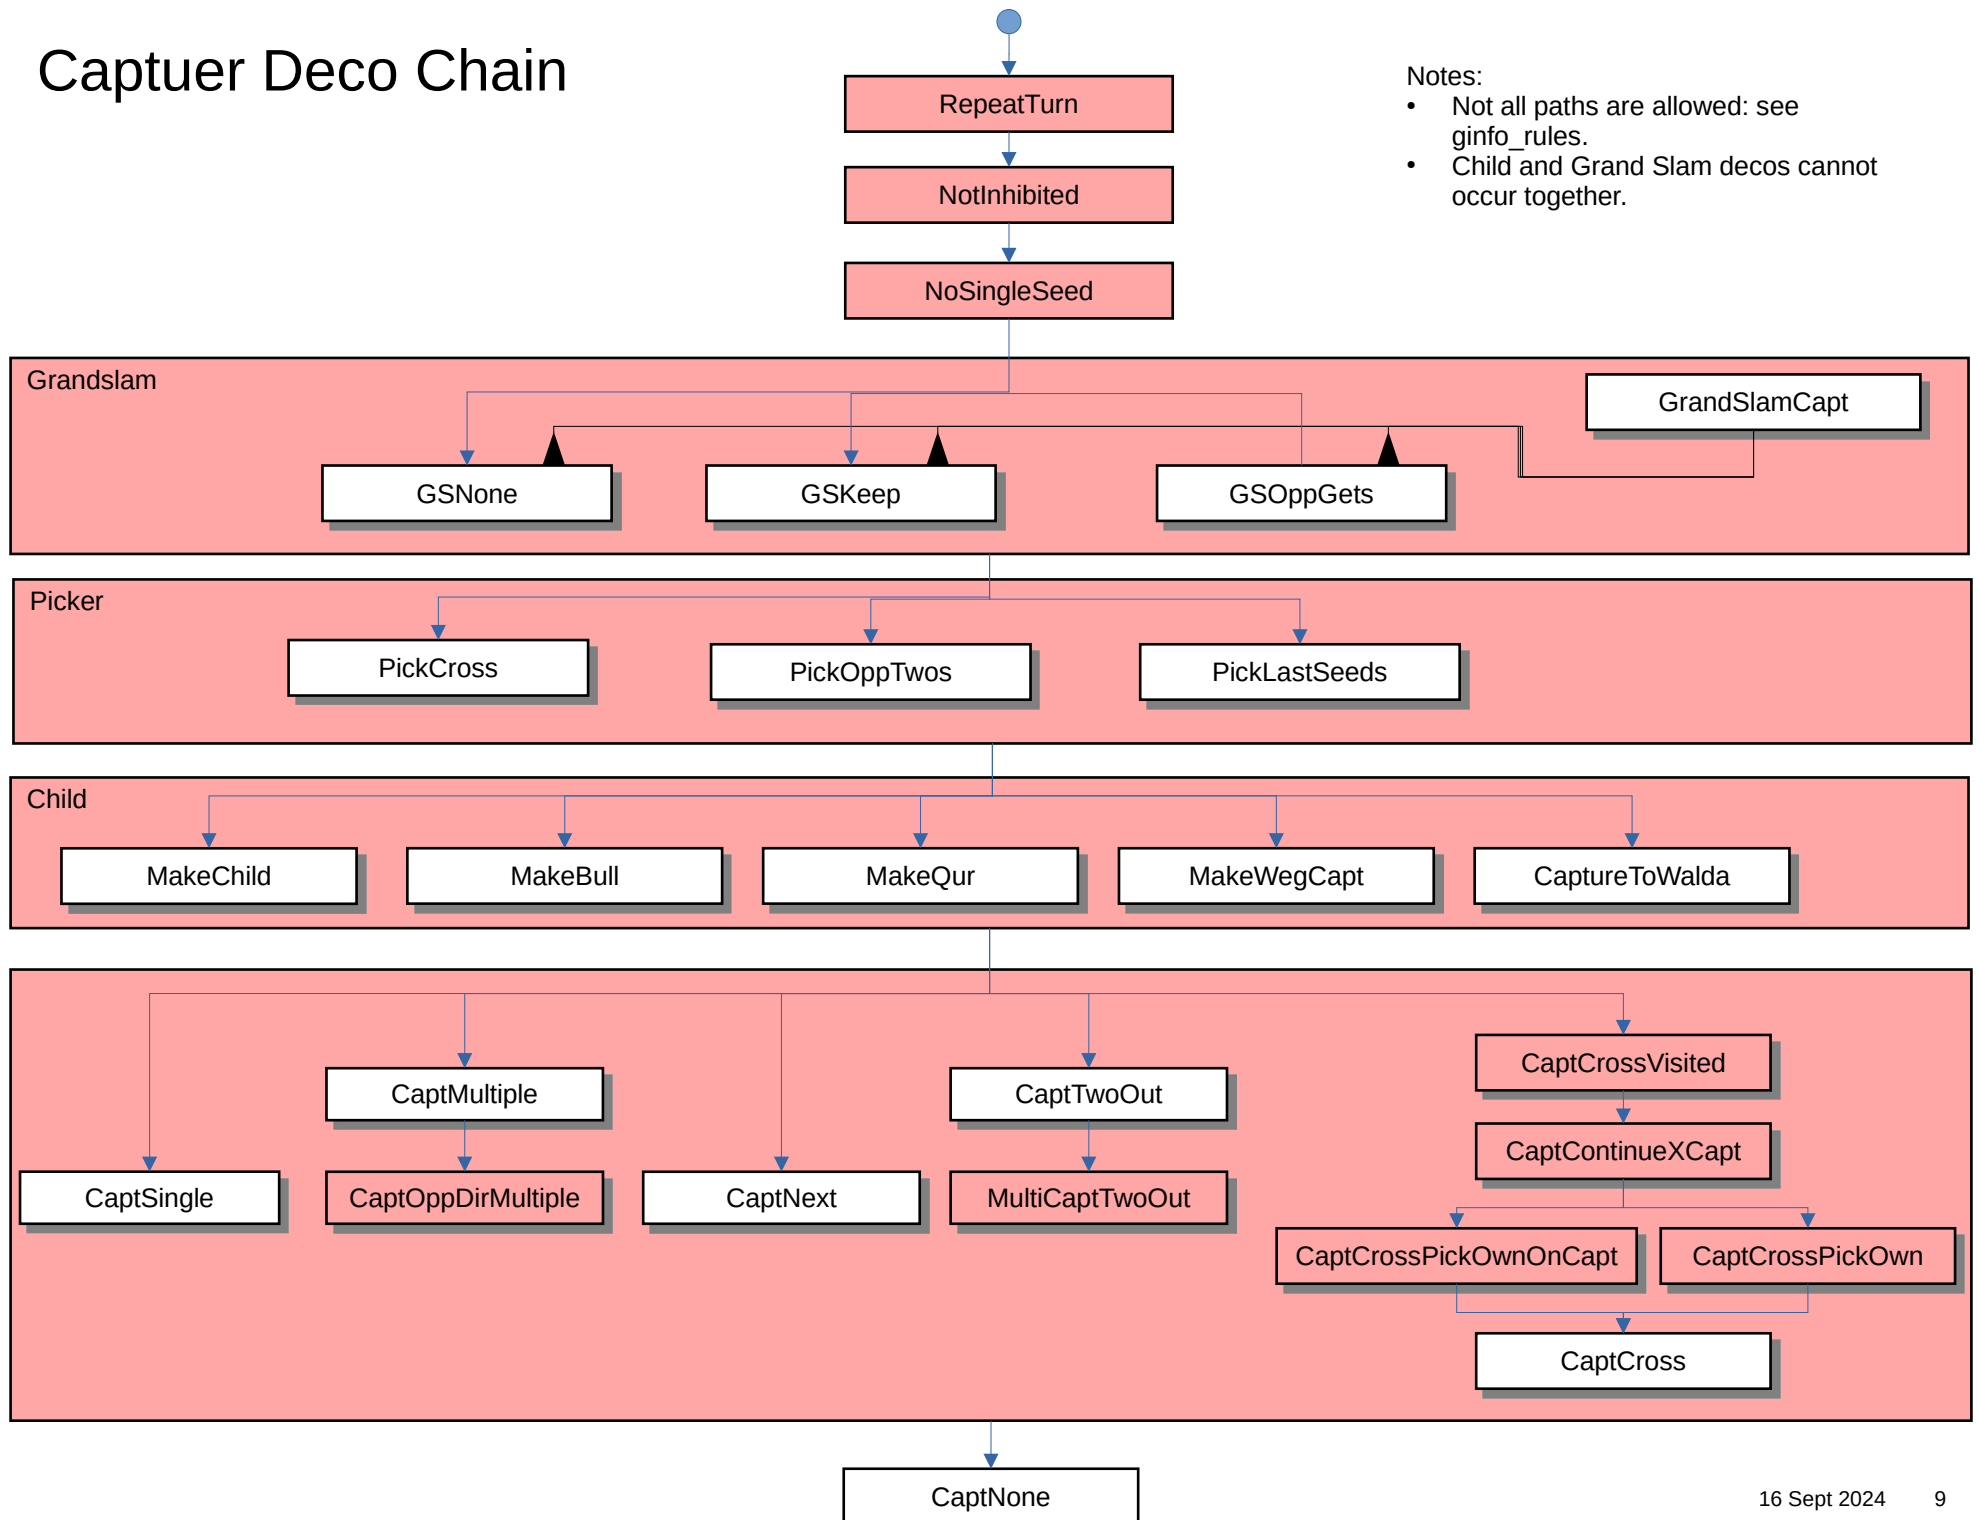 Captuer Deco Chain
Notes:
• Not all paths are allowed: see
ginfo_rules.
• Child and Grand Slam decos cannot
occur together.
RepeatTurn
NotInhibited
NoSingleSeed
Grandslam
GrandSlamCapt
GSNone
GSKeep
GSOppGets
Picker
PickCross
PickOppTwos
PickLastSeeds
Child
MakeChild
MakeBull
MakeQur
MakeWegCapt
CaptureToWalda
CaptCrossVisited
CaptMultiple
CaptTwoOut
CaptContinueXCapt
CaptSingle
CaptOppDirMultiple
CaptNext
MultiCaptTwoOut
CaptCrossPickOwnOnCapt
CaptCrossPickOwn
CaptCross
CaptNone
16 Sept 2024
9